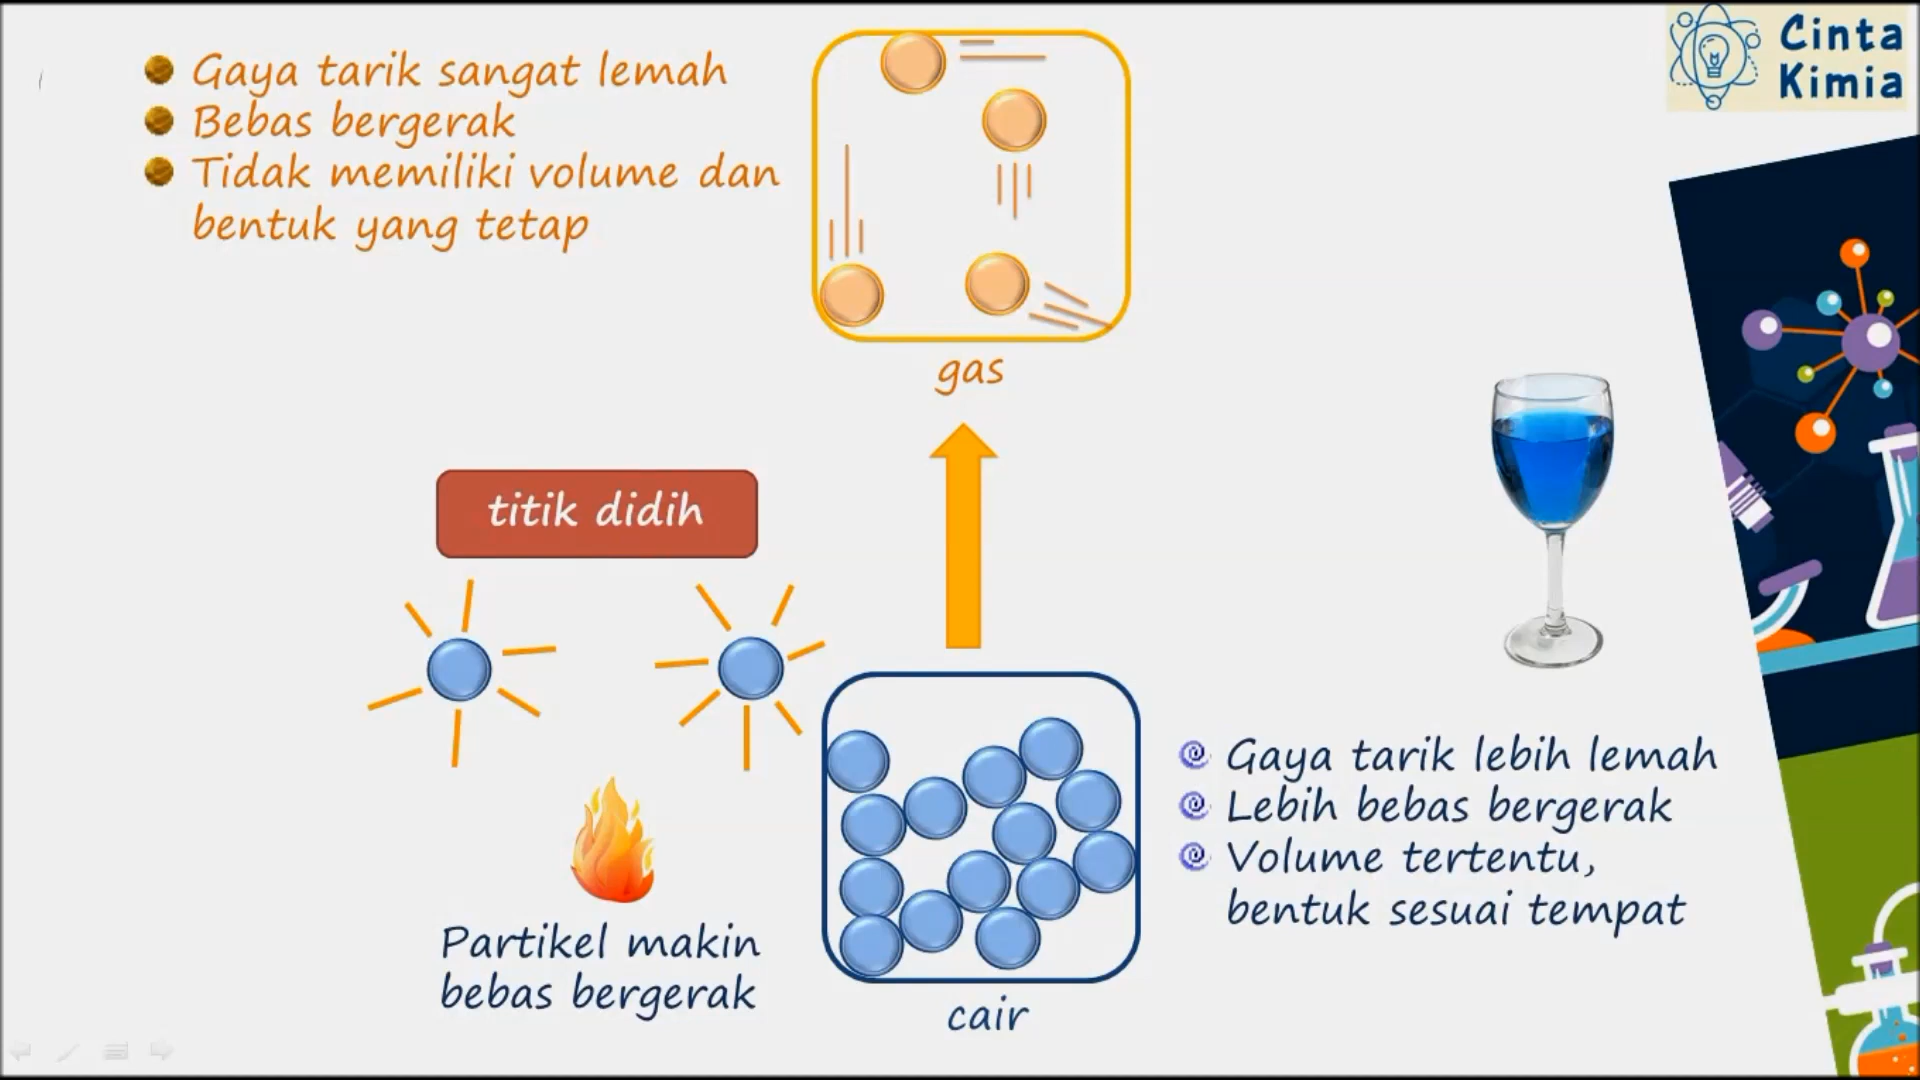 Gaya tarik sangat lemah
Bebas bergerak
Tidak memiliki volume dan
bentuk yang tetap
Cinta
Kimia
gas
titik didih
Gaya tarik lebih lemah
Lebih bebas bergerak
Volume tertentu,
bentuk sesuai tempat
Partikel makin
bebas bergerak
cair